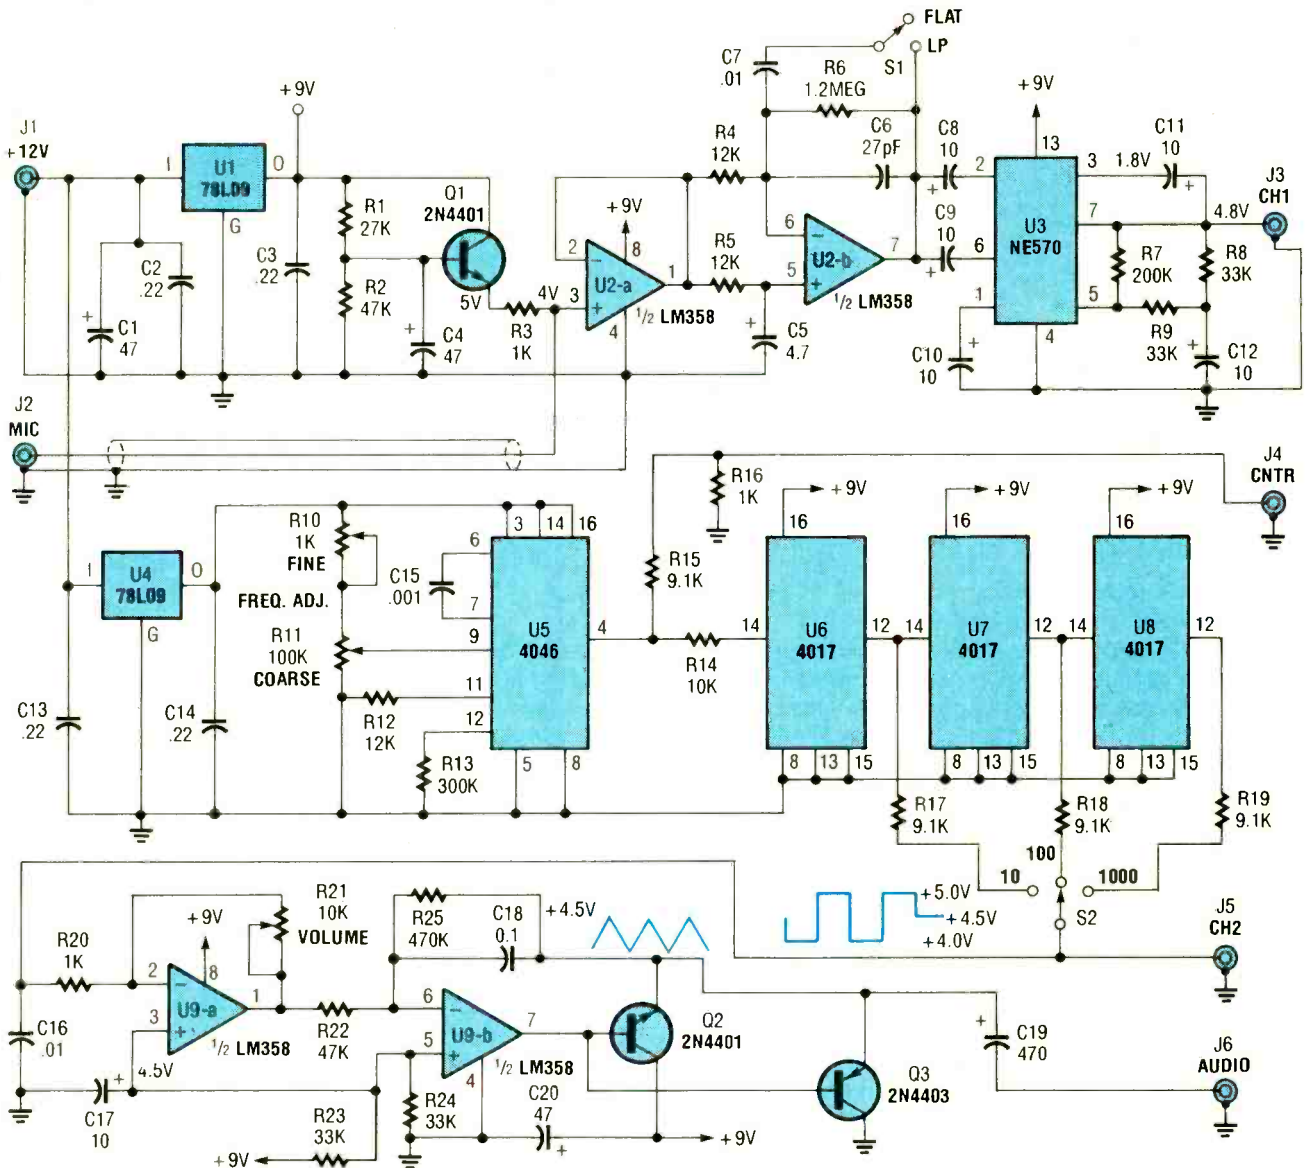 FLAT
LP
S1
C7
.01
R6
1.2MEG
+9V
+9V
J1
+12V
I
U1
78L09
O
G
R1
27K
R2
47K
Q1
2N4401
5V
R3
1K
4V
C1
47
+
C2
.22
C3
.22
C4
47
+
R4
12K
R5
12K
C6
27pF
C8
10
+
C9
10
+
+9V
2
3
8
1
4
U2-a
1/2 LM358
−
+
6
5
7
U2-b
1/2 LM358
−
+
C5
4.7
+
2
6
1
13
3
7
5
4
U3
NE570
1.8V
C11
10
+
4.8V
J3
CH1
R7
200K
R8
33K
R9
33K
C10
10
+
C12
10
+
J2
MIC
J4
CNTR
R16
1K
R10
1K
FINE
FREQ. ADJ.
R11
100K
COARSE
C15
.001
6
7
9
11
12
3
14
16
4
5
8
U5
4046
R12
12K
R13
300K
R15
9.1K
R14
10K
+9V
+9V
+9V
16
16
16
14
U6
4017
12
14
U7
4017
12
14
U8
4017
12
8
13
15
8
13
15
8
13
15
I
U4
78L09
O
G
C13
.22
C14
.22
R17
9.1K
R18
9.1K
R19
9.1K
10
100
1000
S2
+5.0V
+4.5V
+4.0V
J5
CH2
R20
1K
+9V
R21
10K
VOLUME
2
3
8
1
U9-a
1/2 LM358
−
+
C16
.01
C17
10
+
4.5V
R22
47K
R25
470K
C18
0.1
+4.5V
6
5
7
4
U9-b
1/2 LM358
−
+
R23
33K
R24
33K
+9V
C20
47
+
+9V
Q2
2N4401
Q3
2N4403
C19
470
+
J6
AUDIO